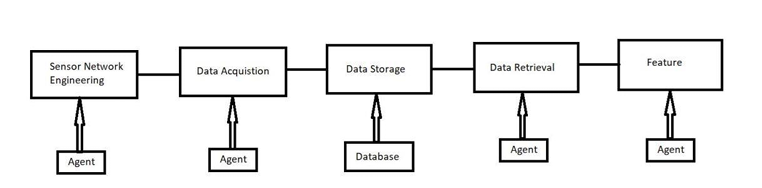 Sensor Network
Engineering
Data Acquistion
Data Storage
Data Retrieval
Feature
Agent
Agent
Database
Agent
Agent